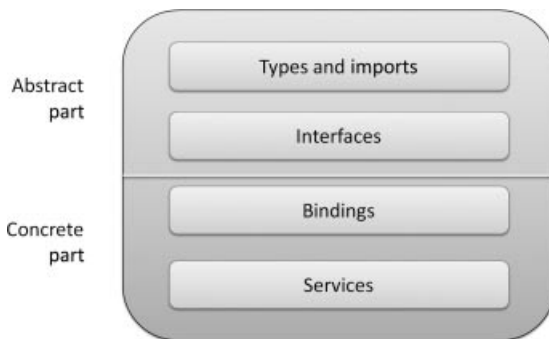 Types and imports
Abstract
part
Interfaces
Bindings
Concrete
part
Services